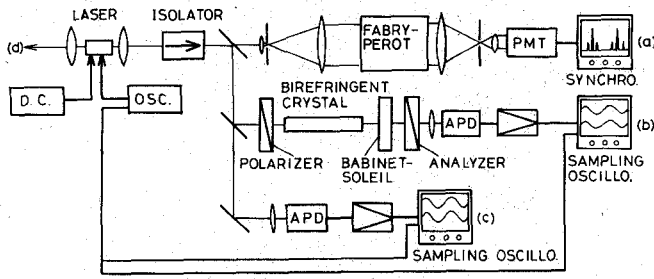 LASER
ISOLATOR
(d)
FABRY-
PEROT
PMT
(a)
SYNCHRO.
D.C.
OSC.
BIREFRINGENT
CRYSTAL
APD
(b)
POLARIZER
BABINET-
SOLEIL
ANALYZER
SAMPLING
OSCILLO.
APD
(c)
SAMPLING OSCILLO.